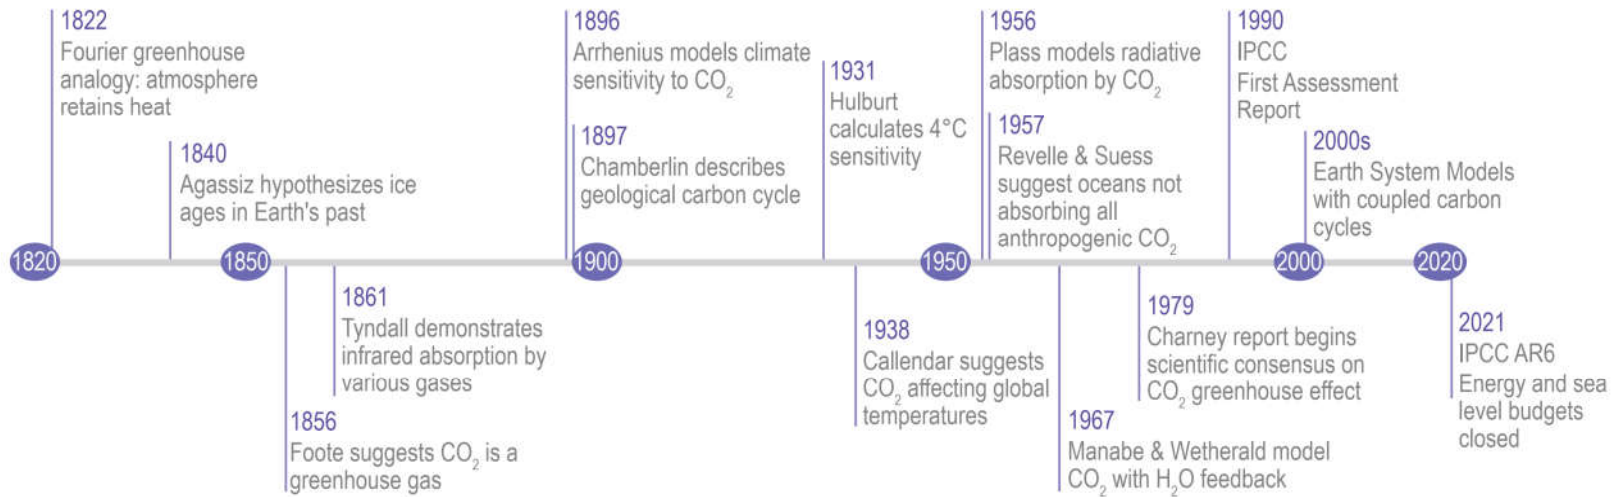 1822
Fourier greenhouse
analogy: atmosphere
retains heat
1840
Agassiz hypothesizes ice
ages in Earth's past
1896
Arrhenius models climate
sensitivity to CO₂
1897
Chamberlin describes
geological carbon cycle
1931
Hulburt
calculates 4°C
sensitivity
1956
Plass models radiative
absorption by CO₂
1957
Revelle & Suess
suggest oceans not
absorbing all
anthropogenic CO₂
1990
IPCC
First Assessment
Report
2000s
Earth System Models
with coupled carbon
cycles
1820
1850
1900
1950
2000
2020
1856
Foote suggests CO₂ is a
greenhouse gas
1861
Tyndall demonstrates
infrared absorption by
various gases
1938
Callendar suggests
CO₂ affecting global
temperatures
1967
Manabe & Wetherald model
CO₂ with H₂O feedback
1979
Charney report begins
scientific consensus on
CO₂ greenhouse effect
2021
IPCC AR6
Energy and sea
level budgets
closed